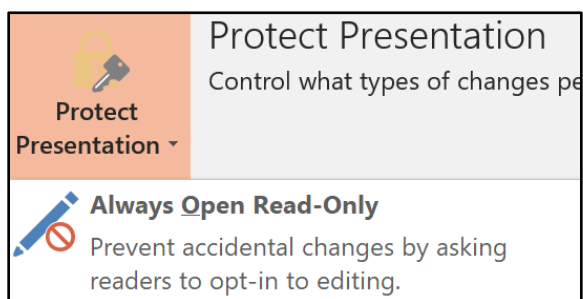 Protect Presentation
Control what types of changes pe
Protect
Presentation
Always Open Read-Only
Prevent accidental changes by asking
readers to opt-in to editing.